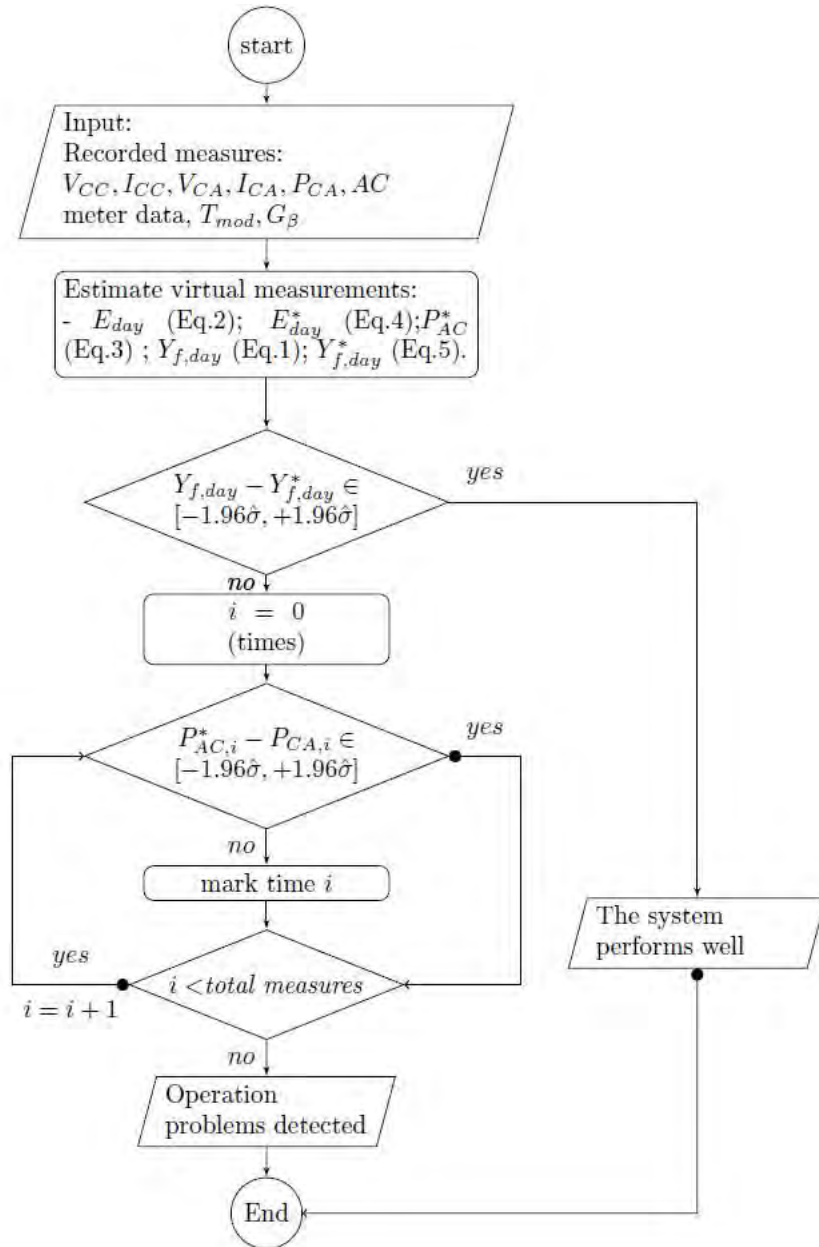 start
Input:
Recorded measures:
V_{CC}, I_{CC}, V_{CA}, I_{CA}, P_{CA}, AC
meter data, T_{mod}, G_β
Estimate virtual measurements:
- E_{day} (Eq.2); E^*_{day} (Eq.4);P^*_{AC}
(Eq.3) ; Y_{f,day} (Eq.1); Y^*_{f,day} (Eq.5).
Y_{f,day} − Y^*_{f,day} ∈
[−1.96σ̂, +1.96σ̂]
yes
no
i = 0
(times)
P^*_{AC,i} − P_{CA,i} ∈
[−1.96σ̂, +1.96σ̂]
yes
no
mark time i
The system
performs well
yes
i <total measures
i = i + 1
no
Operation
problems detected
End